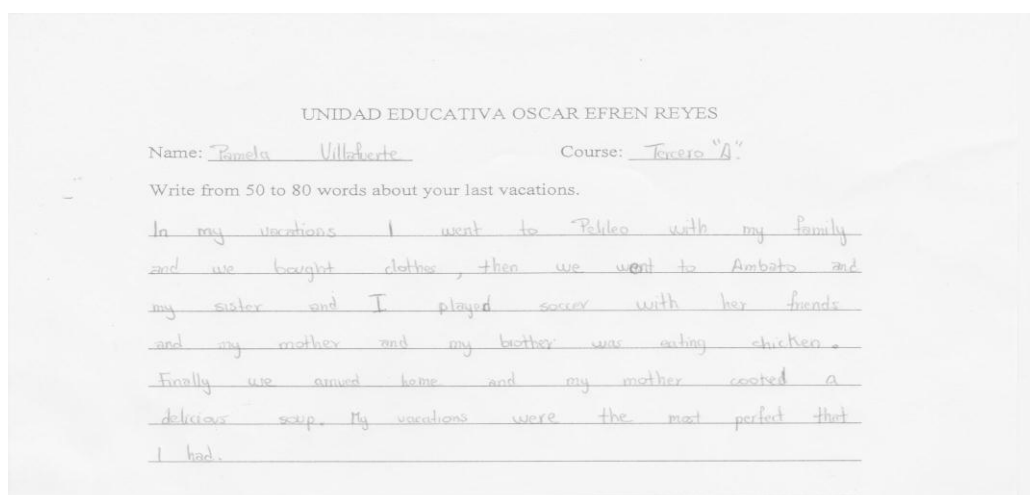 UNIDAD EDUCATIVA OSCAR EFREN REYES
Name: Pamela Villafuerte Course: Tercero "A".
Write from 50 to 80 words about your last vacations.
In my vacations I went to Pelileo with my family
and we bought clothes, then we went to Ambato and
my sister and I played soccer with her friends
and my mother and my brother was eating chicken.
Finally we arrived home and my mother cooked a
delicious soup. My vacations were the most perfect that
I had.